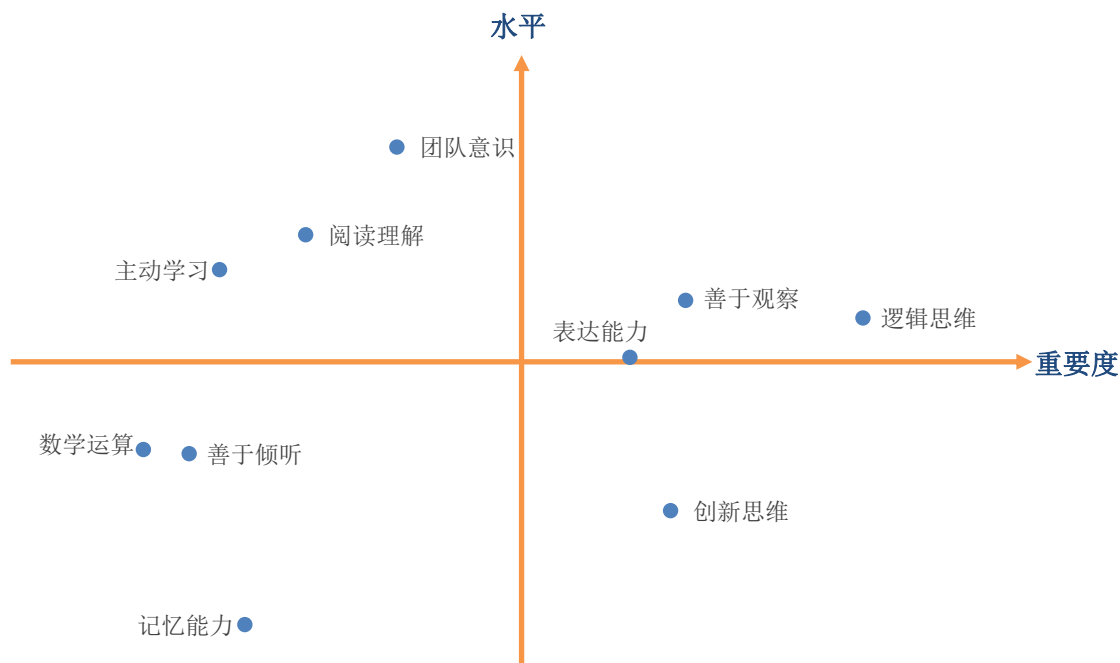 水平
团队意识
阅读理解
主动学习
善于观察
逻辑思维
表达能力
重要度
数学运算
善于倾听
创新思维
记忆能力